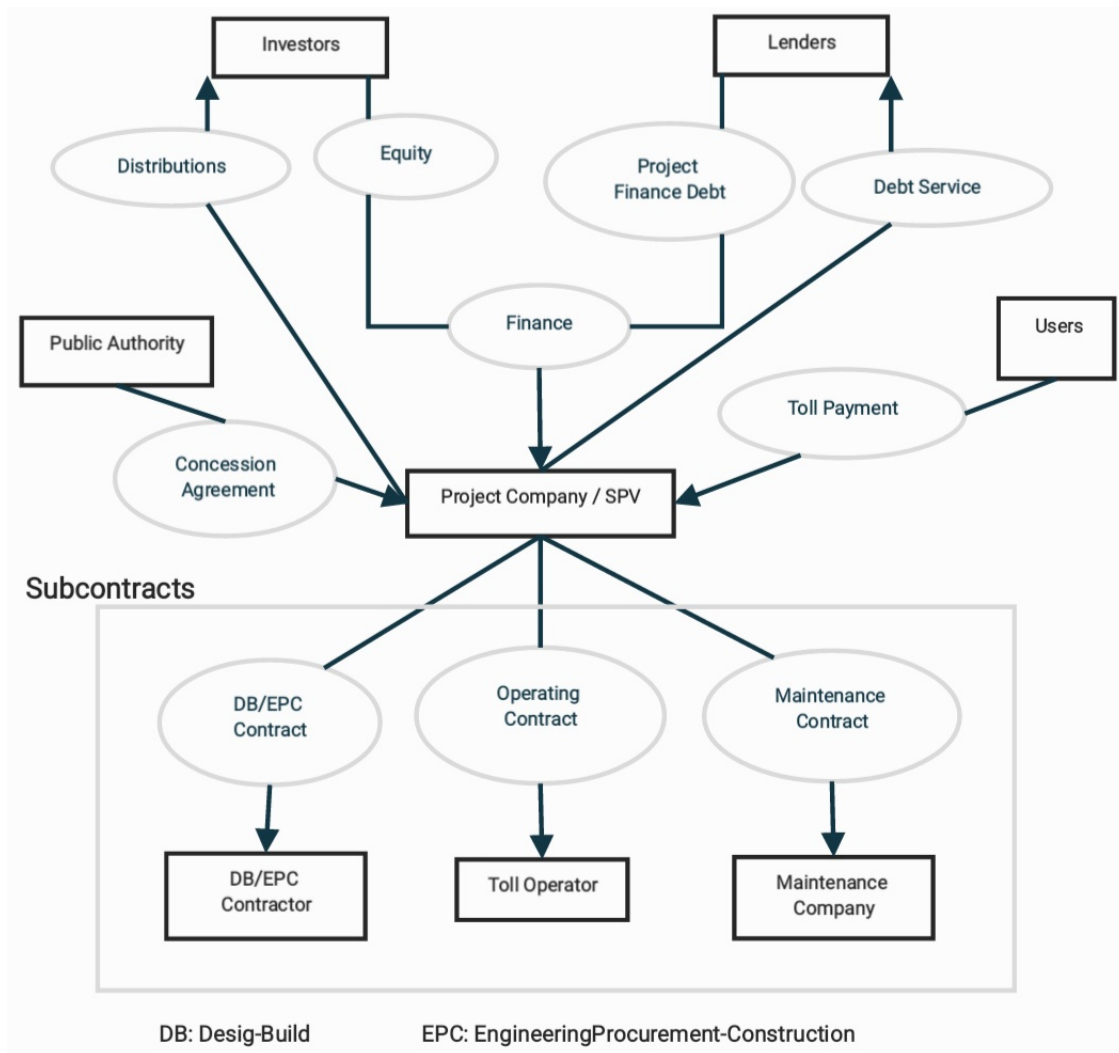 Investors
Lenders
Distributions
Equity
Project
Finance Debt
Debt Service
Finance
Public Authority
Users
Toll Payment
Concession
Agreement
Project Company / SPV
Subcontracts
DB/EPC
Contract
Operating
Contract
Maintenance
Contract
DB/EPC
Contractor
Toll Operator
Maintenance
Company
DB: Desig-Build
EPC: EngineeringProcurement-Construction